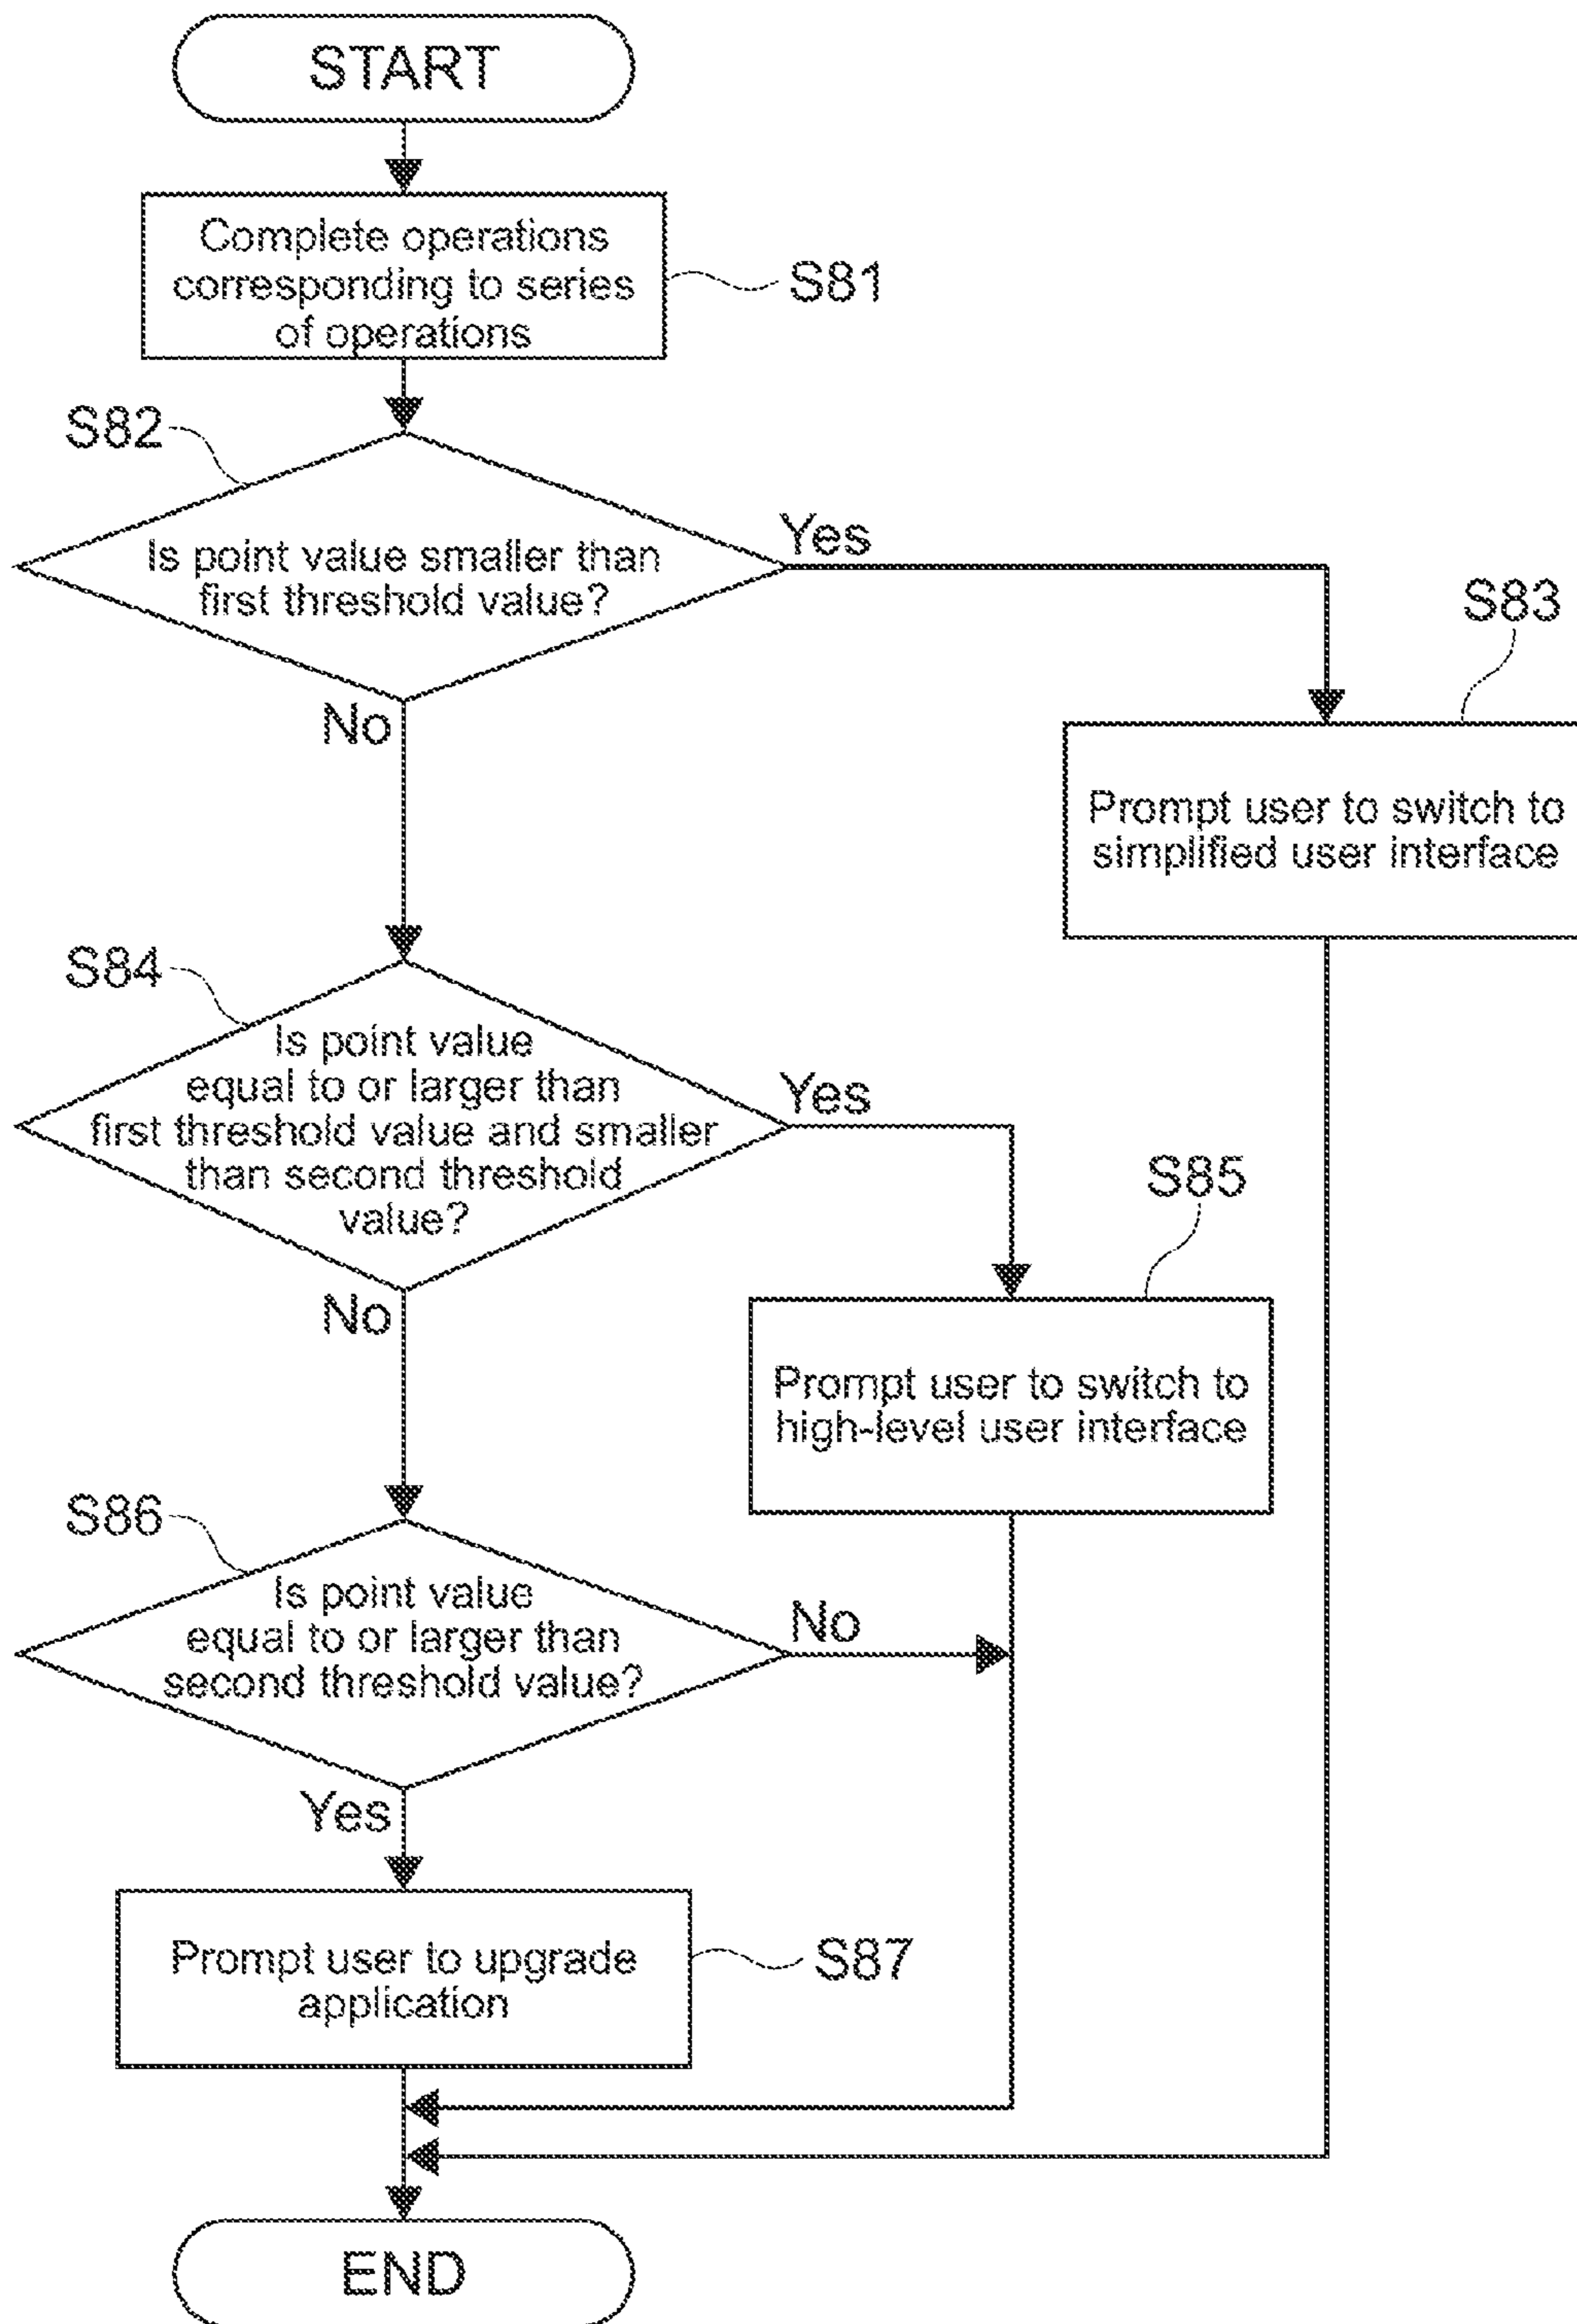 START
Complete operations
corresponding to series
of operations
S81
S82
Is point value smaller than
first threshold value?
Yes
No
S83
Prompt user to switch to
simplified user interface
S84
Is point value
equal to or larger than
first threshold value and smaller
than second threshold
value?
Yes
No
S85
Prompt user to switch to
high-level user interface
S86
Is point value
equal to or larger than
second threshold value?
No
Yes
Prompt user to upgrade
application
S87
END